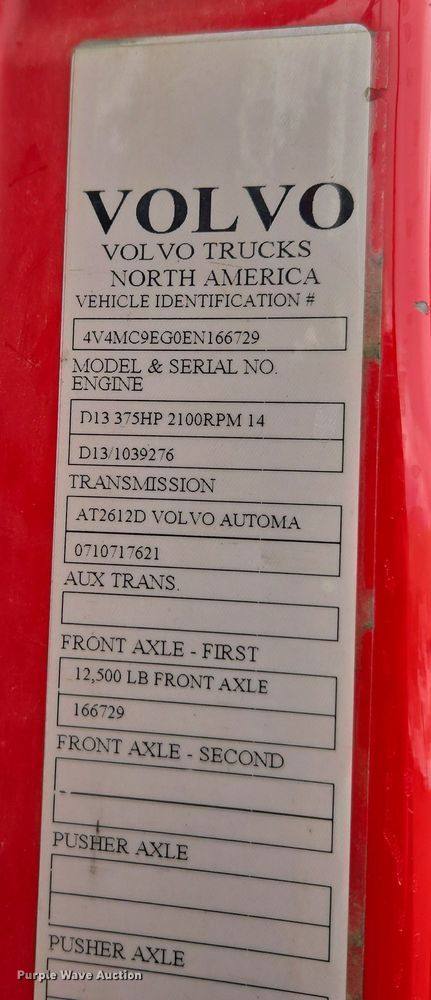 VOLVO
VOLVO TRUCKS
NORTH AMERICA
VEHICLE IDENTIFICATION #
4V4MC9EG0EN166729
MODEL & SERIAL NO.
ENGINE
D13 375HP 2100RPM 14
D13/1039276
TRANSMISSION
AT2612D VOLVO AUTOMA
0710717621
AUX TRANS.
FRONT AXLE - FIRST
12,500 LB FRONT AXLE
166729
FRONT AXLE - SECOND
PUSHER AXLE
PUSHER AXLE
Purple Wave Auction